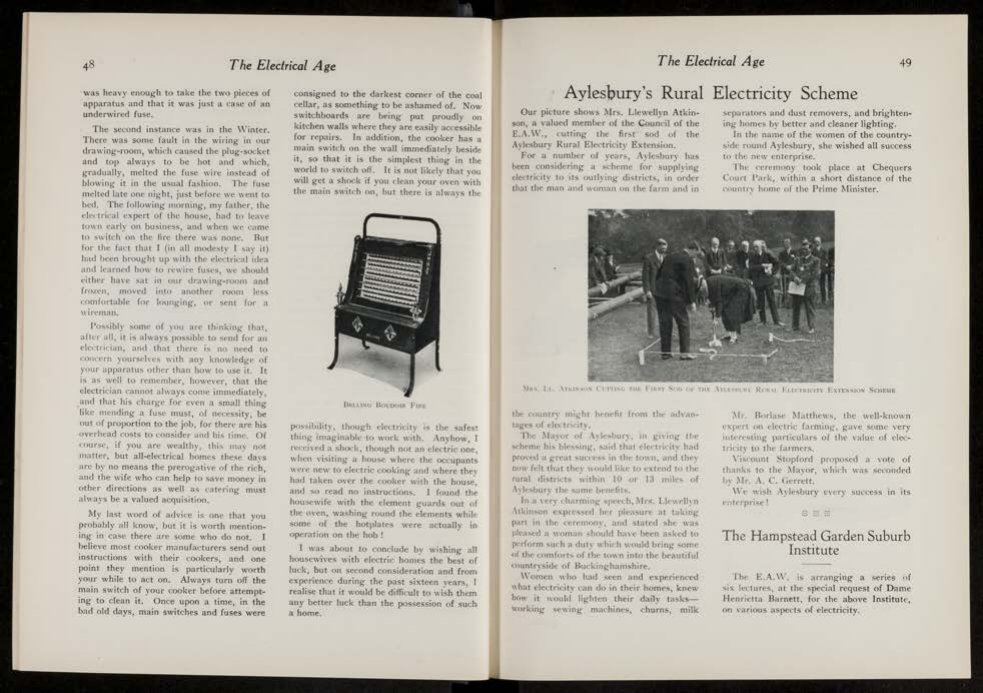 48
The Electrical Age
was heavy enough to take the two pieces of
apparatus and that it was just a case of an
underwired fuse.
The second instance was in the Winter.
There was some fault in the wiring in our
drawing-room, which caused the plug-socket
and top always to be hot and which,
gradually, melted the fuse wire instead of
blowing it in the usual fashion. The fuse
melted late one night, just before we went to
bed. The following morning, my father, the
electrical expert of the house, had to leave
town early on business, and when we came
to switch on the fire there was none. But
for the fact that I (in all modesty I say it)
had been brought up with the electrical idea
and learned how to rewire fuses, we should
either have sat in our drawing-room and
frozen, moved into another room less
comfortable for lounging, or sent for a
wireman.
Possibly some of you are thinking that,
after all, it is always possible to send for an
electrician, and that there is no need to
concern yourselves with any knowledge of
your apparatus other than how to use it. It
is as well to remember, however, that the
electrician cannot always come immediately,
and that his charge for even a small thing
like mending a fuse must, of necessity, be
out of proportion to the job, for there are his
overhead costs to consider and his time. Of
course, if you are wealthy, this may not
matter, but all-electrical homes these days
are by no means the prerogative of the rich,
and the wife who can help to save money in
other directions as well as catering must
always be a valued acquisition.
My last word of advice is one that you
probably all know, but it is worth mention-
ing in case there are some who do not. I
believe most cooker manufacturers send out
instructions with their cookers, and one
point they mention is particularly worth
your while to act on. Always turn off the
main switch of your cooker before attempt-
ing to clean it. Once upon a time, in the
bad old days, main switches and fuses were
consigned to the darkest corner of the coal
cellar, as something to be ashamed of. Now
switchboards are being put proudly on
kitchen walls where they are easily accessible
for repairs. In addition, the cooker has a
main switch on the wall immediately beside
it, so that it is the simplest thing in the
world to switch off. It is not likely that you
will get a shock if you clean your oven with
the main switch on, but there is always the
Belling Boudoir Fire
possibility, though electricity is the safest
thing imaginable to work with. Anyhow, I
received a shock, though not an electric one,
when visiting a house where the occupants
were new to electric cooking and where they
had taken over the cooker with the house,
and so read no instructions. I found the
housewife with the element guards out of
the oven, washing round the elements while
some of the hotplates were actually in
operation on the hob!
I was about to conclude by wishing all
housewives with electric homes the best of
luck, but on second consideration and from
experience during the past sixteen years, I
realise that it would be difficult to wish them
any better luck than the possession of such
a home.
The Electrical Age
49
Aylesbury's Rural Electricity Scheme
Our picture shows Mrs. Llewellyn Atkin-
son, a valued member of the Council of the
E.A.W., cutting the first sod of the
Aylesbury Rural Electricity Extension.
For a number of years, Aylesbury has
been considering a scheme for supplying
electricity to its outlying districts, in order
that the man and woman on the farm and in
separators and dust removers, and brighten-
ing homes by better and cleaner lighting.
In the name of the women of the country-
side round Aylesbury, she wished all success
to the new enterprise.
The ceremony took place at Chequers
Court Park, within a short distance of the
country home of the Prime Minister.
Mrs. Ll. Atkinson Cutting the First Sod of the Aylesbury Rural Electricity Extension Scheme
the country might benefit from the advan-
tages of electricity.
The Mayor of Aylesbury, in giving the
scheme his blessing, said that electricity had
proved a great success in the town, and they
now felt that they would like to extend to the
rural districts within 10 or 13 miles of
Aylesbury the same benefits.
In a very charming speech, Mrs. Llewellyn
Atkinson expressed her pleasure at taking
part in the ceremony, and stated she was
pleased a woman should have been asked to
perform such a duty which would bring some
of the comforts of the town into the beautiful
countryside of Buckinghamshire.
Women who had seen and experienced
what electricity can do in their homes, knew
how it would lighten their daily tasks—
working sewing machines, churns, milk
Mr. Borlase Matthews, the well-known
expert on electric farming, gave some very
interesting particulars of the value of elec-
tricity to the farmers.
Viscount Stopford proposed a vote of
thanks to the Mayor, which was seconded
by Mr. A. C. Gerrett.
We wish Aylesbury every success in its
enterprise!
The Hampstead Garden Suburb
Institute
The E.A.W. is arranging a series of
six lectures, at the special request of Dame
Henrietta Barnett, for the above Institute,
on various aspects of electricity.